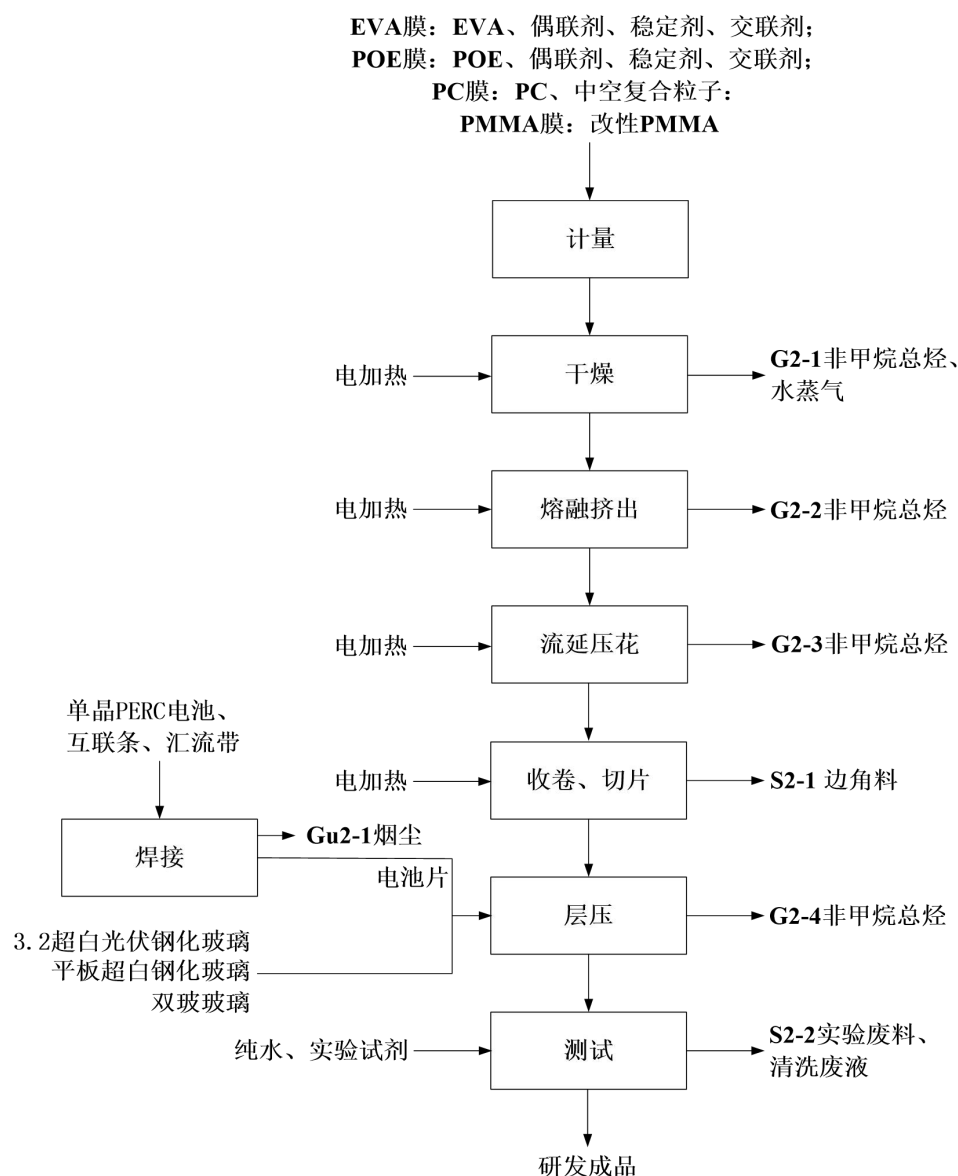 EVA膜：EVA、偶联剂、稳定剂、交联剂；
POE膜：POE、偶联剂、稳定剂、交联剂；
PC膜：PC、中空复合粒子：
PMMA膜：改性PMMA
计量
电加热
干燥
G2-1非甲烷总烃、
水蒸气
电加热
熔融挤出
G2-2非甲烷总烃
电加热
流延压花
G2-3非甲烷总烃
单晶PERC电池、
互联条、汇流带
电加热
收卷、切片
S2-1 边角料
焊接
Gu2-1烟尘
电池片
层压
G2-4非甲烷总烃
3.2超白光伏钢化玻璃
平板超白钢化玻璃
双玻玻璃
纯水、实验试剂
测试
S2-2实验废料、
清洗废液
研发成品